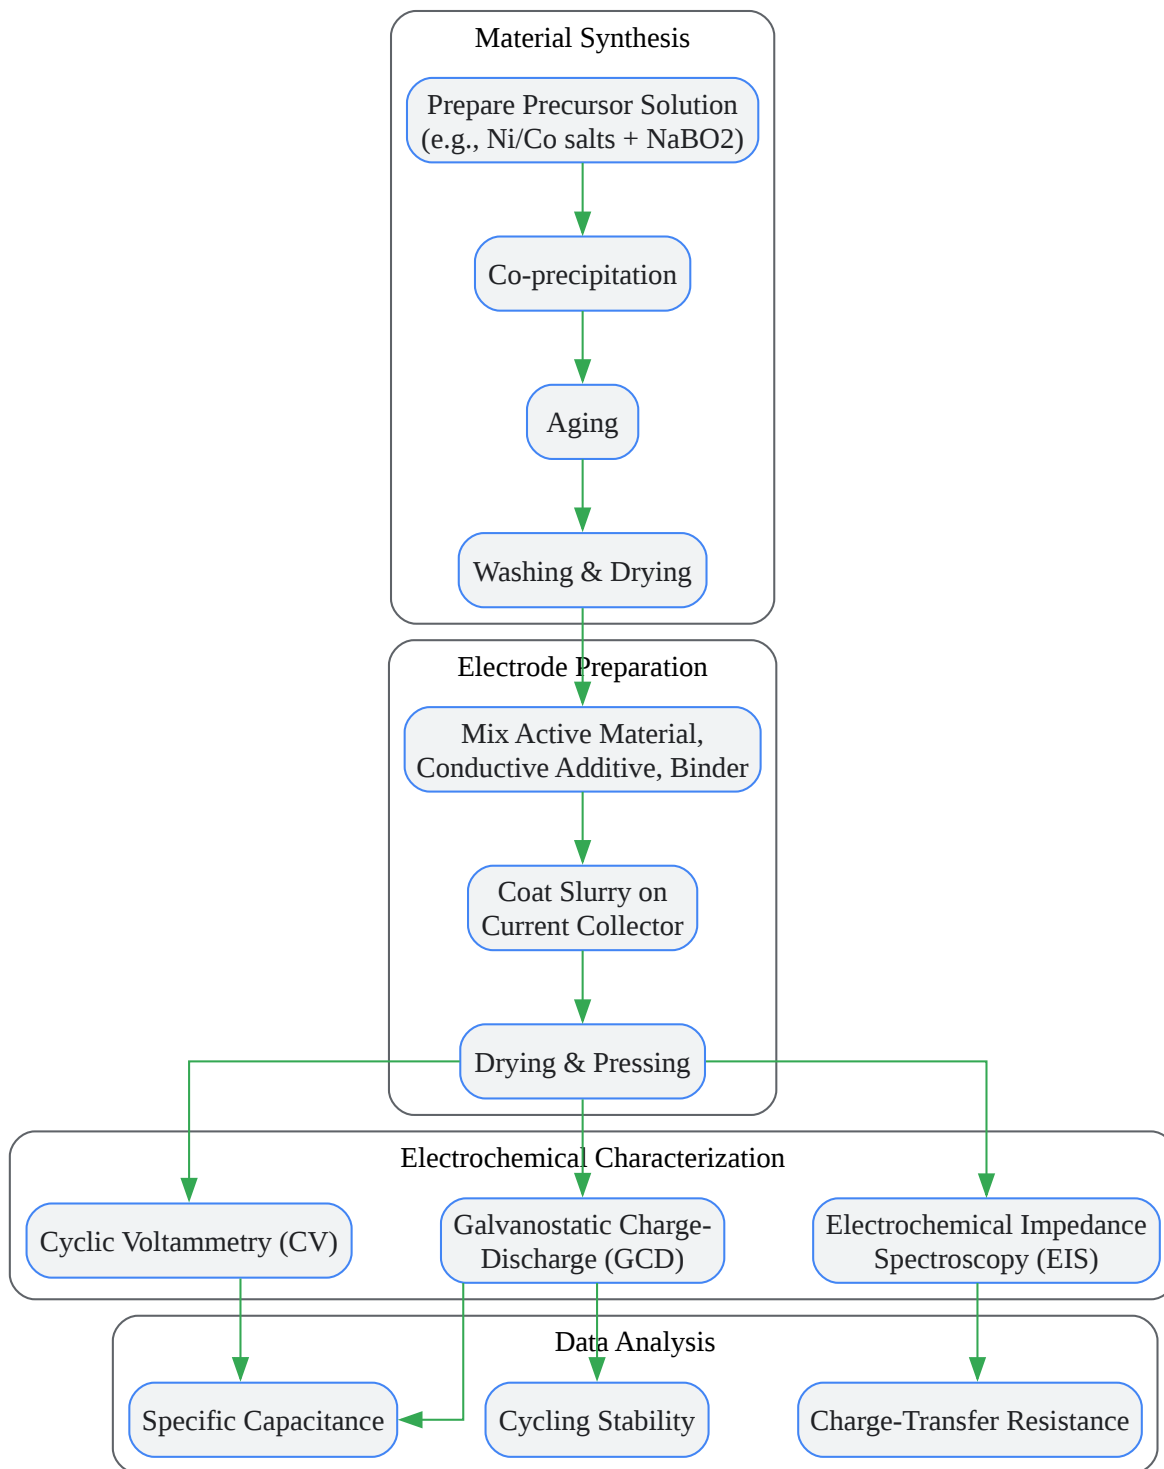 Material Synthesis
Prepare Precursor Solution
(e.g., Ni/Co salts + NaBO2)
Co-precipitation
Aging
Washing & Drying
Electrode Preparation
Mix Active Material,
Conductive Additive, Binder
Coat Slurry on
Current Collector
Drying & Pressing
Electrochemical Characterization
Cyclic Voltammetry (CV)
Galvanostatic Charge-
Discharge (GCD)
Electrochemical Impedance
Spectroscopy (EIS)
Data Analysis
Specific Capacitance
Cycling Stability
Charge-Transfer Resistance